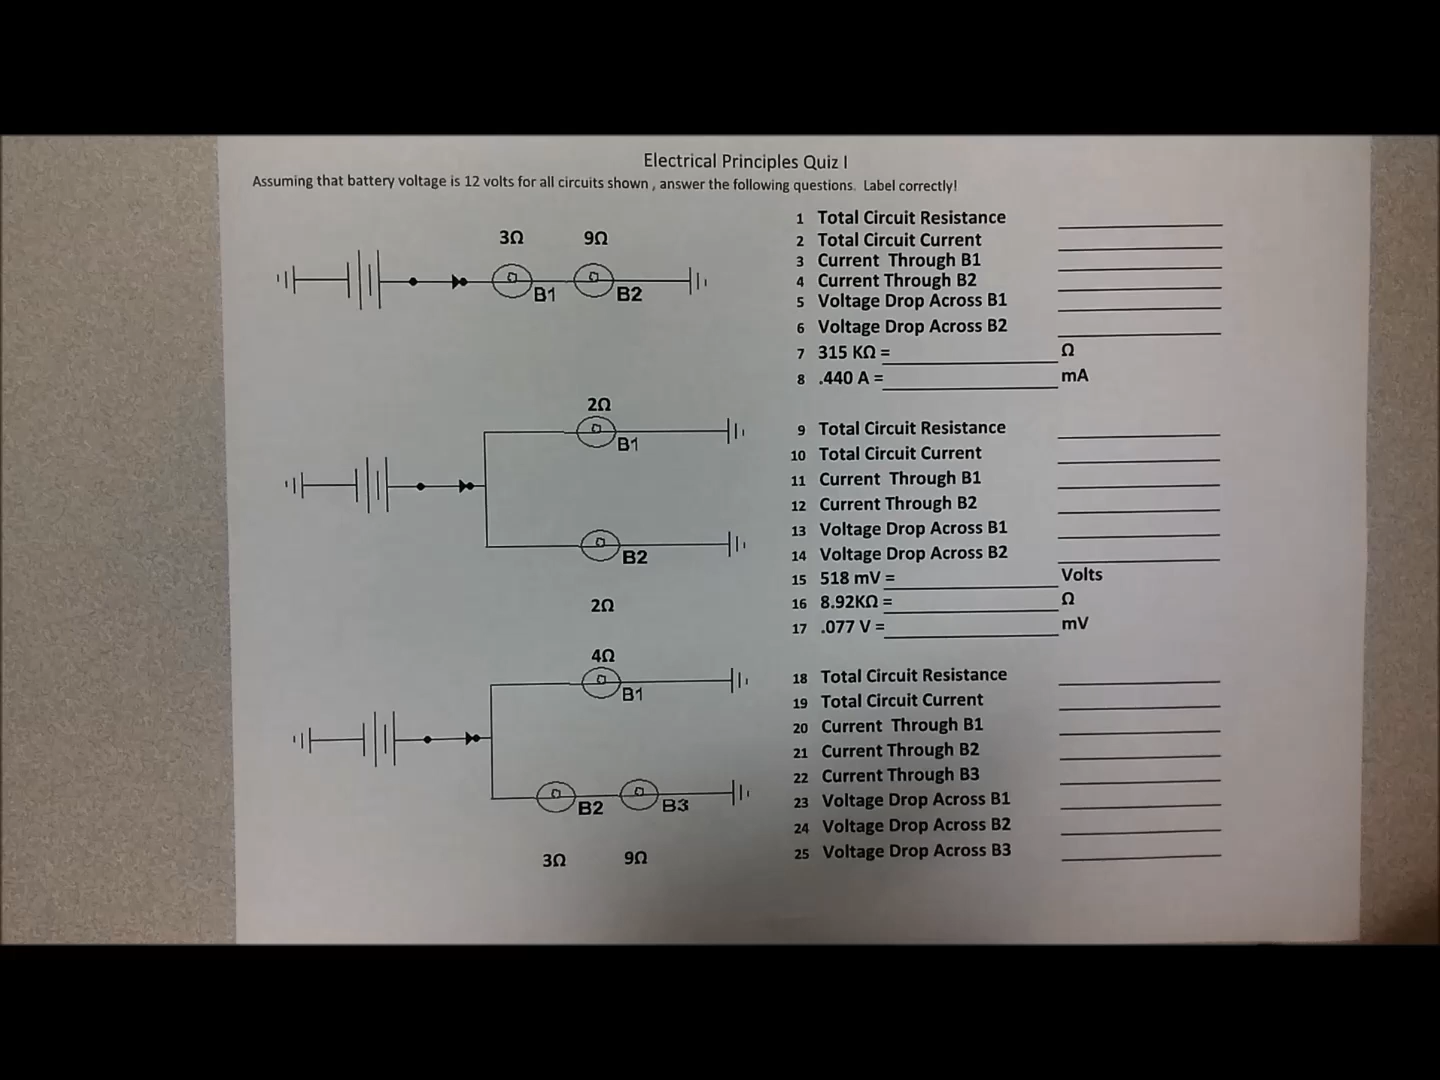 Electrical Principles Quiz I
Assuming that battery voltage is 12 volts for all circuits shown , answer the following questions. Label correctly!
3Ω 9Ω
B1 B2
1 Total Circuit Resistance
2 Total Circuit Current
3 Current Through B1
4 Current Through B2
5 Voltage Drop Across B1
6 Voltage Drop Across B2
7 315 KΩ = Ω
8 .440 A = mA
2Ω
B1
B2
2Ω
9 Total Circuit Resistance
10 Total Circuit Current
11 Current Through B1
12 Current Through B2
13 Voltage Drop Across B1
14 Voltage Drop Across B2
15 518 mV = Volts
16 8.92KΩ = Ω
17 .077 V = mV
4Ω
B1
B2 B3
3Ω 9Ω
18 Total Circuit Resistance
19 Total Circuit Current
20 Current Through B1
21 Current Through B2
22 Current Through B3
23 Voltage Drop Across B1
24 Voltage Drop Across B2
25 Voltage Drop Across B3